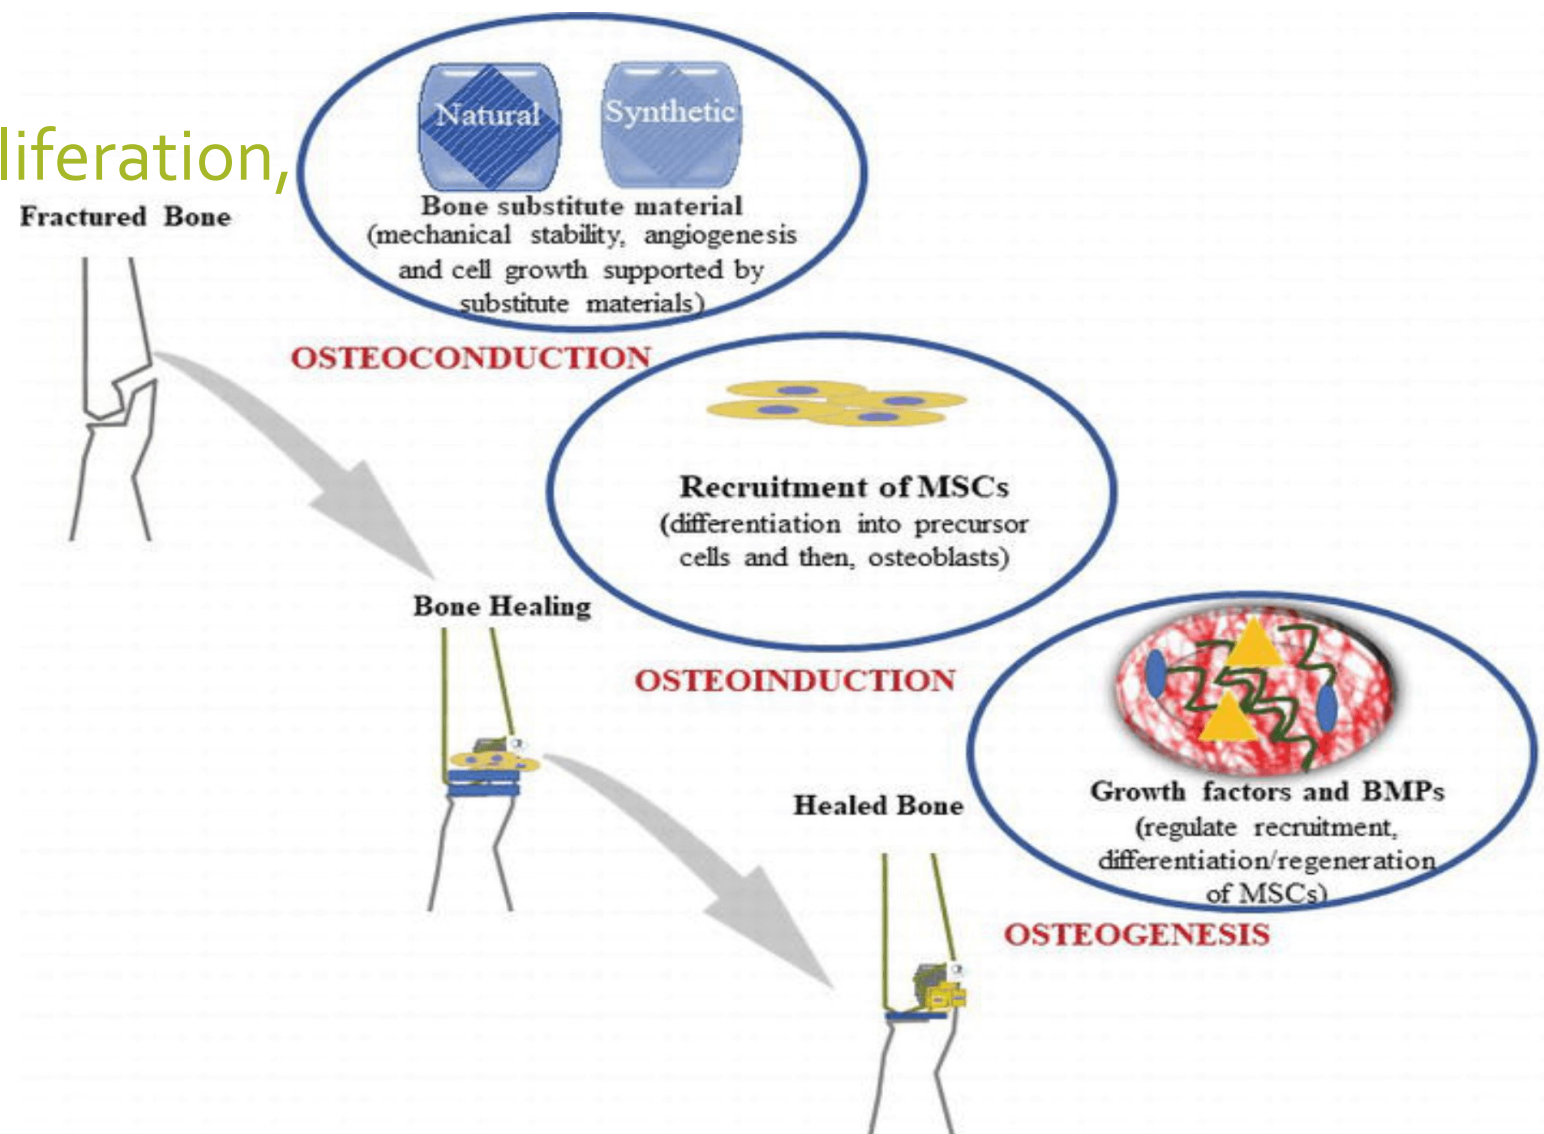 liferation,
Fractured Bone
Natural
Synthetic
Bone substitute material
(mechanical stability, angiogenesis
and cell growth supported by
substitute materials)
OSTEOCONDUCTION
Recruitment of MSCs
(differentiation into precursor
cells and then, osteoblasts)
Bone Healing
OSTEOINDUCTION
Growth factors and BMPs
(regulate recruitment,
differentiation/regeneration
of MSCs)
Healed Bone
OSTEOGENESIS